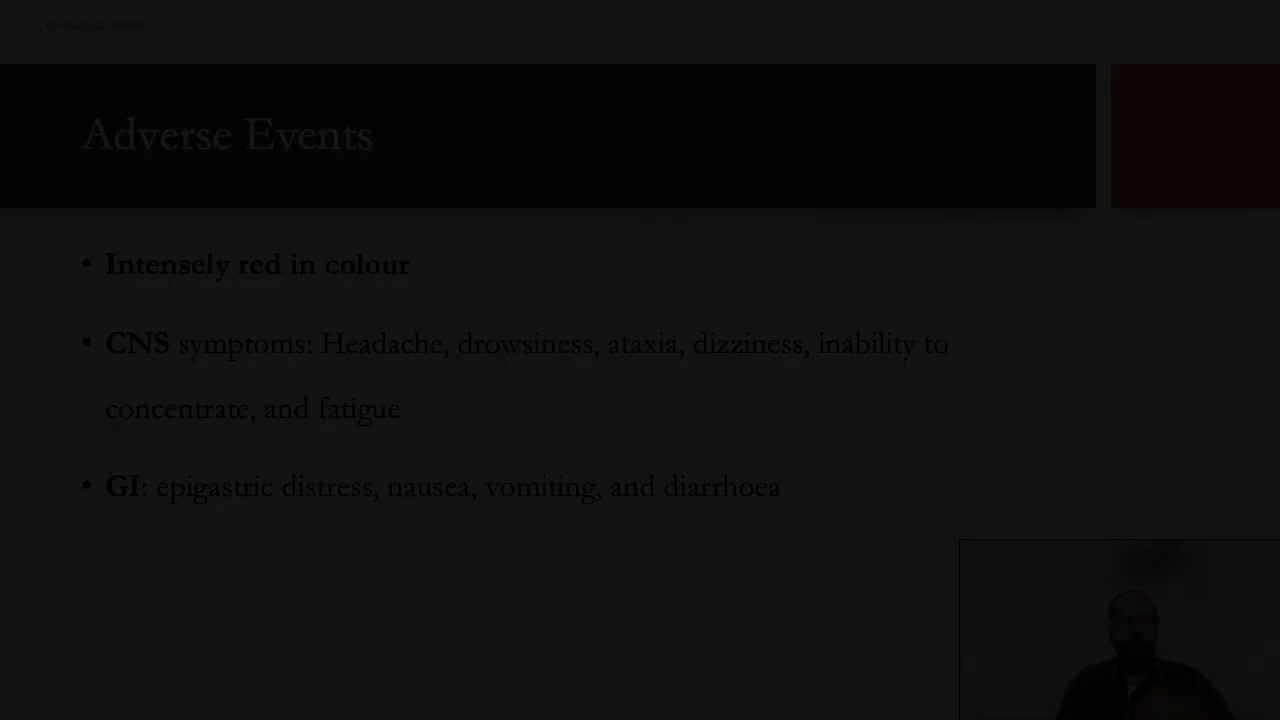 Adverse Events
• Intensely red in colour
• CNS symptoms: Headache, drowsiness, ataxia, dizziness, inability to
concentrate, and fatigue
• GI: epigastric distress, nausea, vomiting, and diarrhoea